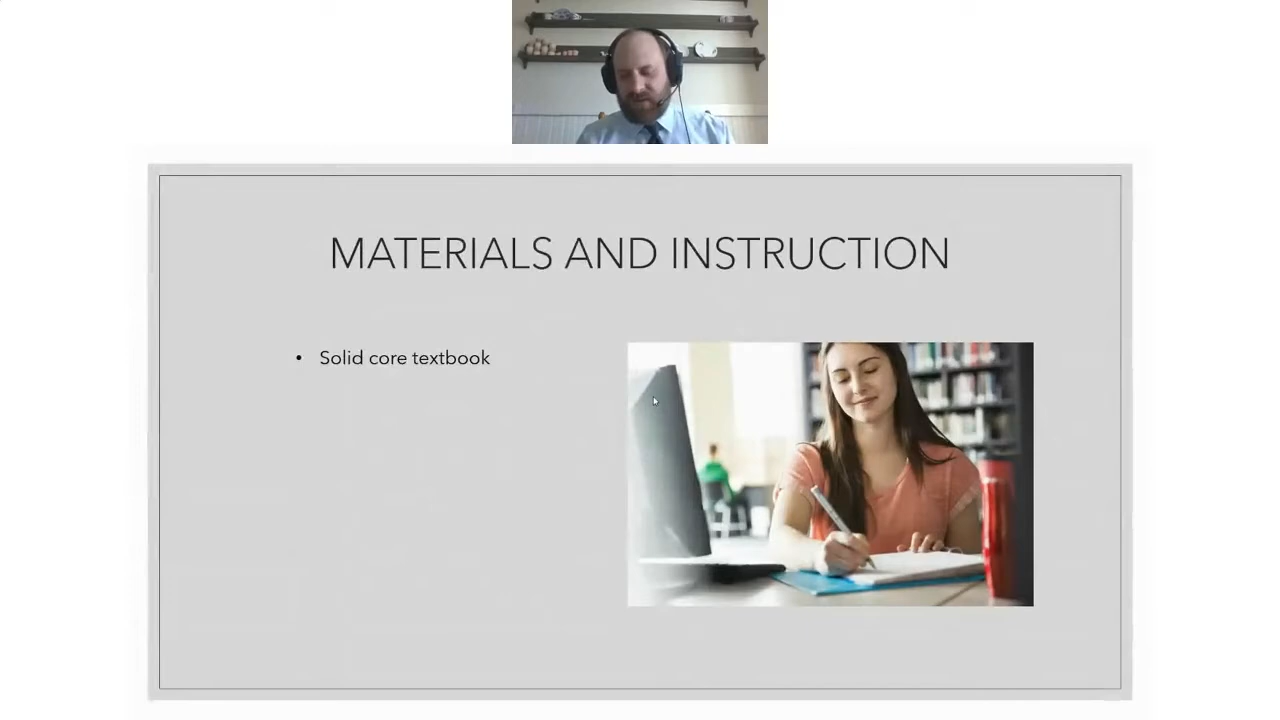 MATERIALS AND INSTRUCTION
• Solid core textbook